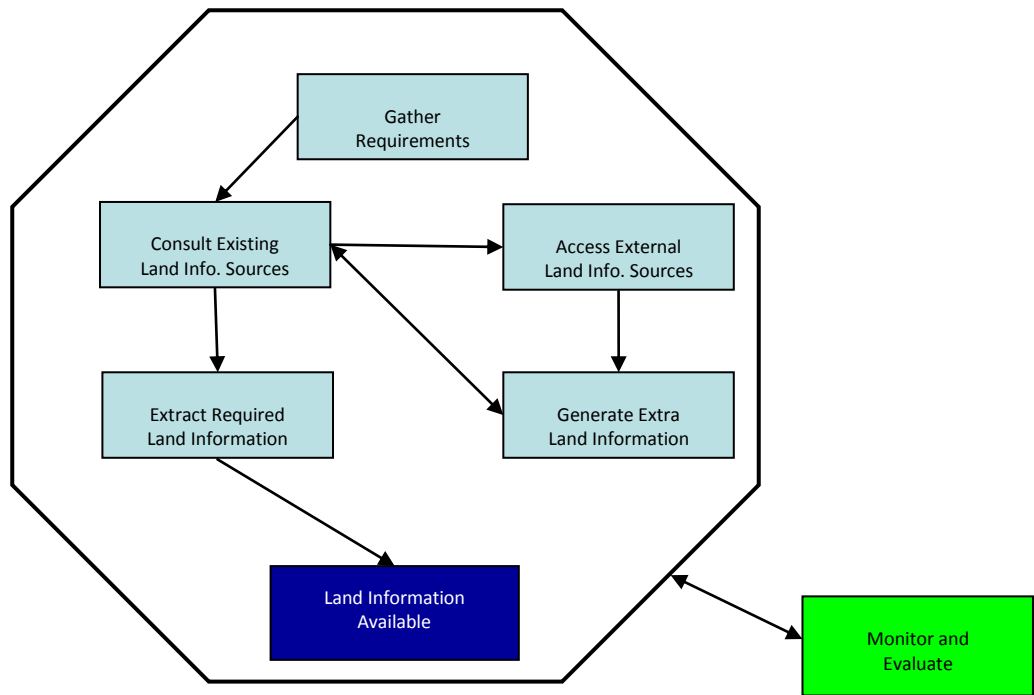 Gather
Requirements
Consult Existing
Land Info. Sources
Access External
Land Info. Sources
Extract Required
Land Information
Generate Extra
Land Information
Land Information
Available
Monitor and
Evaluate